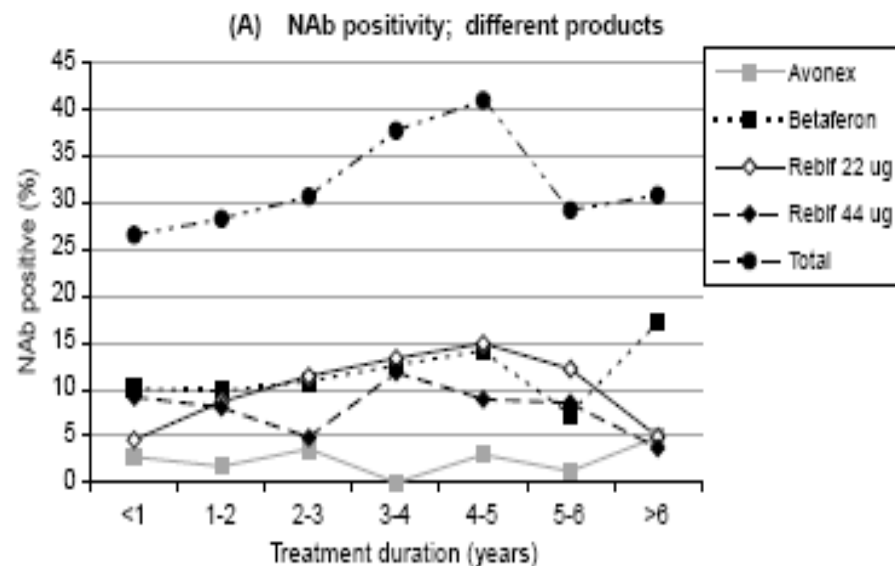 (A) NAb positivity; different products
45
40
35
30
25
20
15
10
5
0
NAb positive (%)
<1 1-2 2-3 3-4 4-5 5-6 >6
Treatment duration (years)
Avonex
Betaferon
Rebif 22 ug
Rebif 44 ug
Total